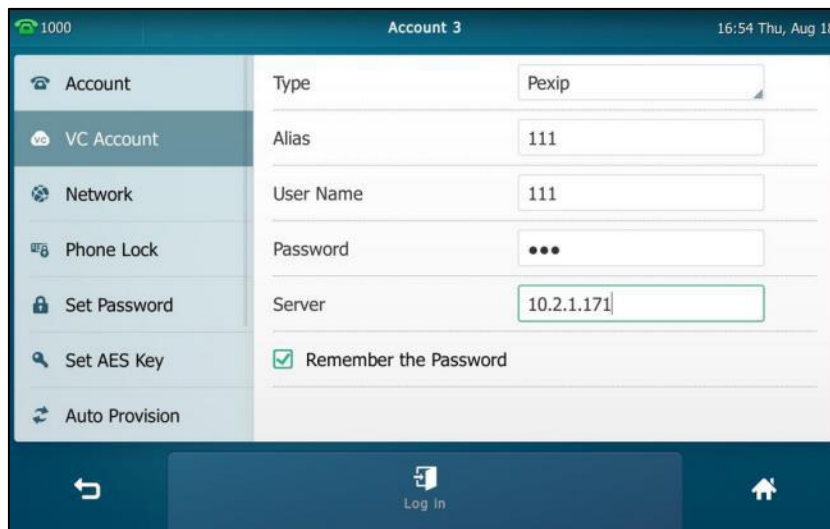 1000 Account 3 16:54 Thu, Aug 18
Account
VC Account
Network
Phone Lock
Set Password
Set AES Key
Auto Provision
Type Pexip
Alias 111
User Name 111
Password •••
Server 10.2.1.171
Remember the Password
Log In